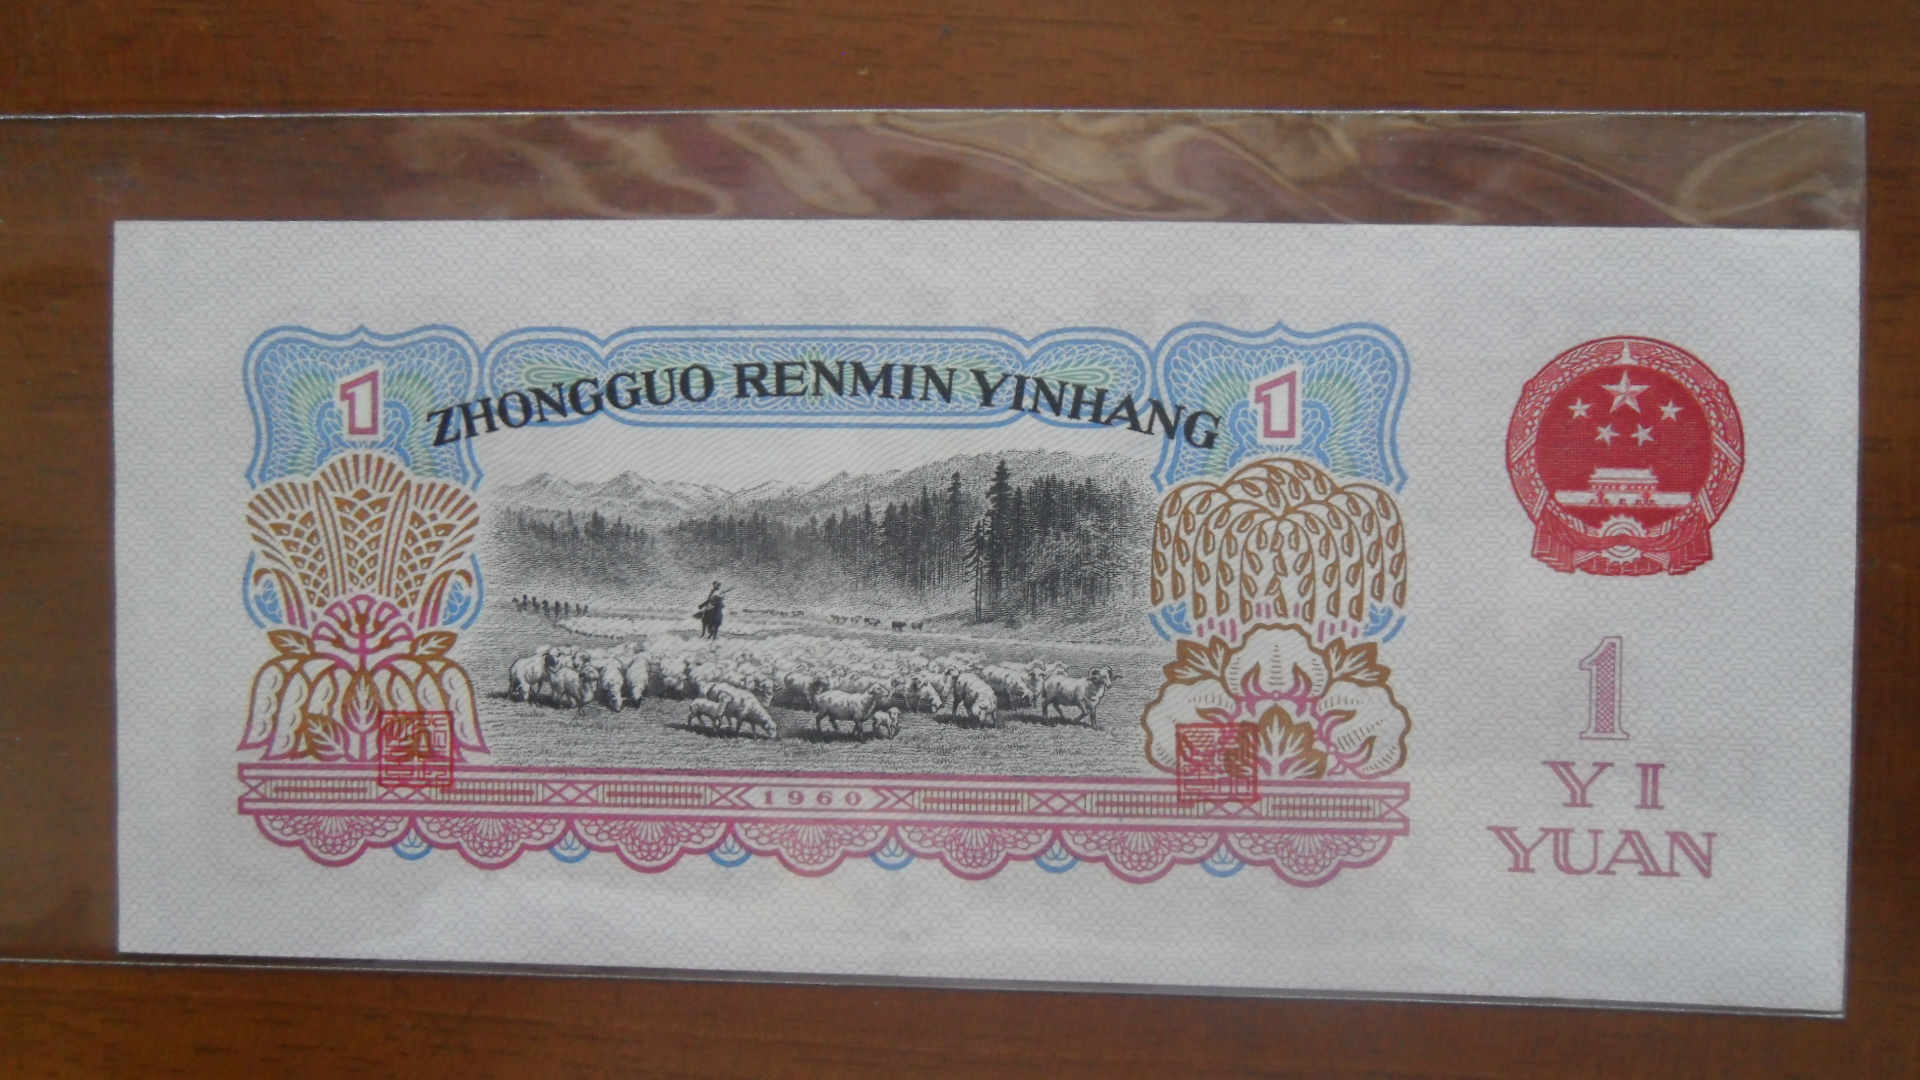 1
1
ZHONGGUO RENMIN YINHANG
1960
1
YI
YUAN